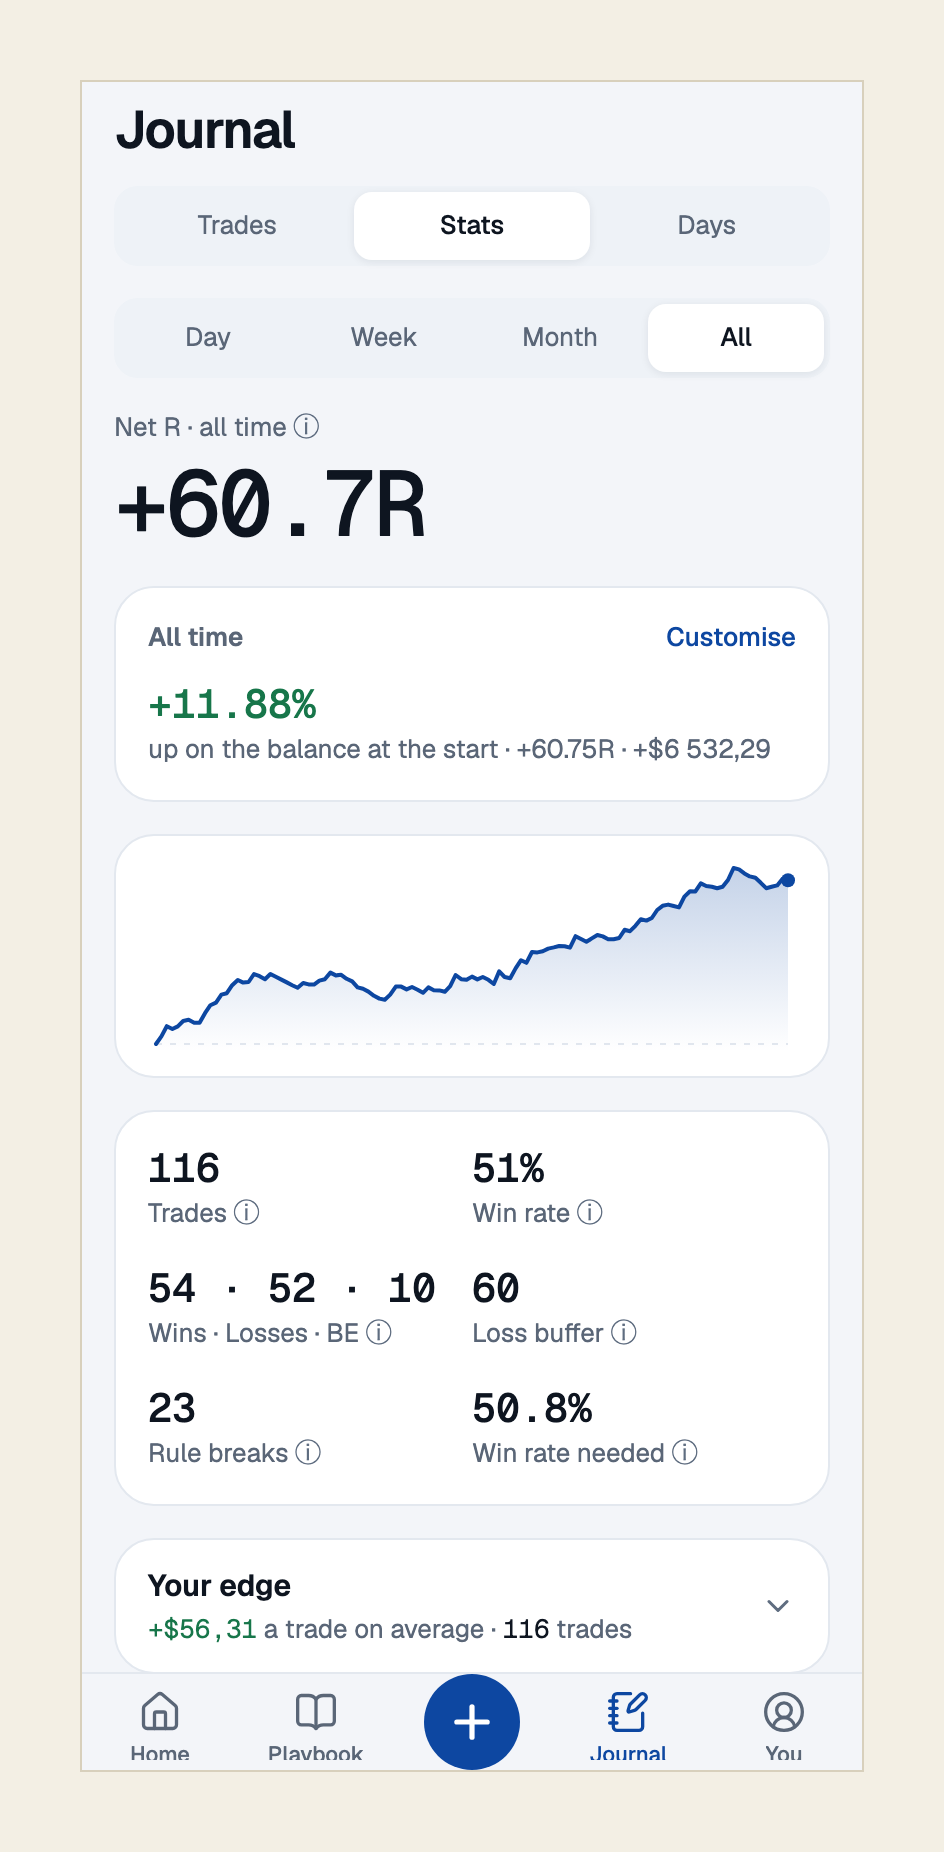 Journal
Trades Stats Days
Day Week Month All
Net R · all time ⓘ
+60.7R
All time Customise
+11.88%
up on the balance at the start · +60.75R · +$6 532,29
116 51%
Trades ⓘ Win rate ⓘ
54 · 52 · 10 60
Wins · Losses · BE ⓘ Loss buffer ⓘ
23 50.8%
Rule breaks ⓘ Win rate needed ⓘ
Your edge
+$56,31 a trade on average · 116 trades
Home Playbook Journal You